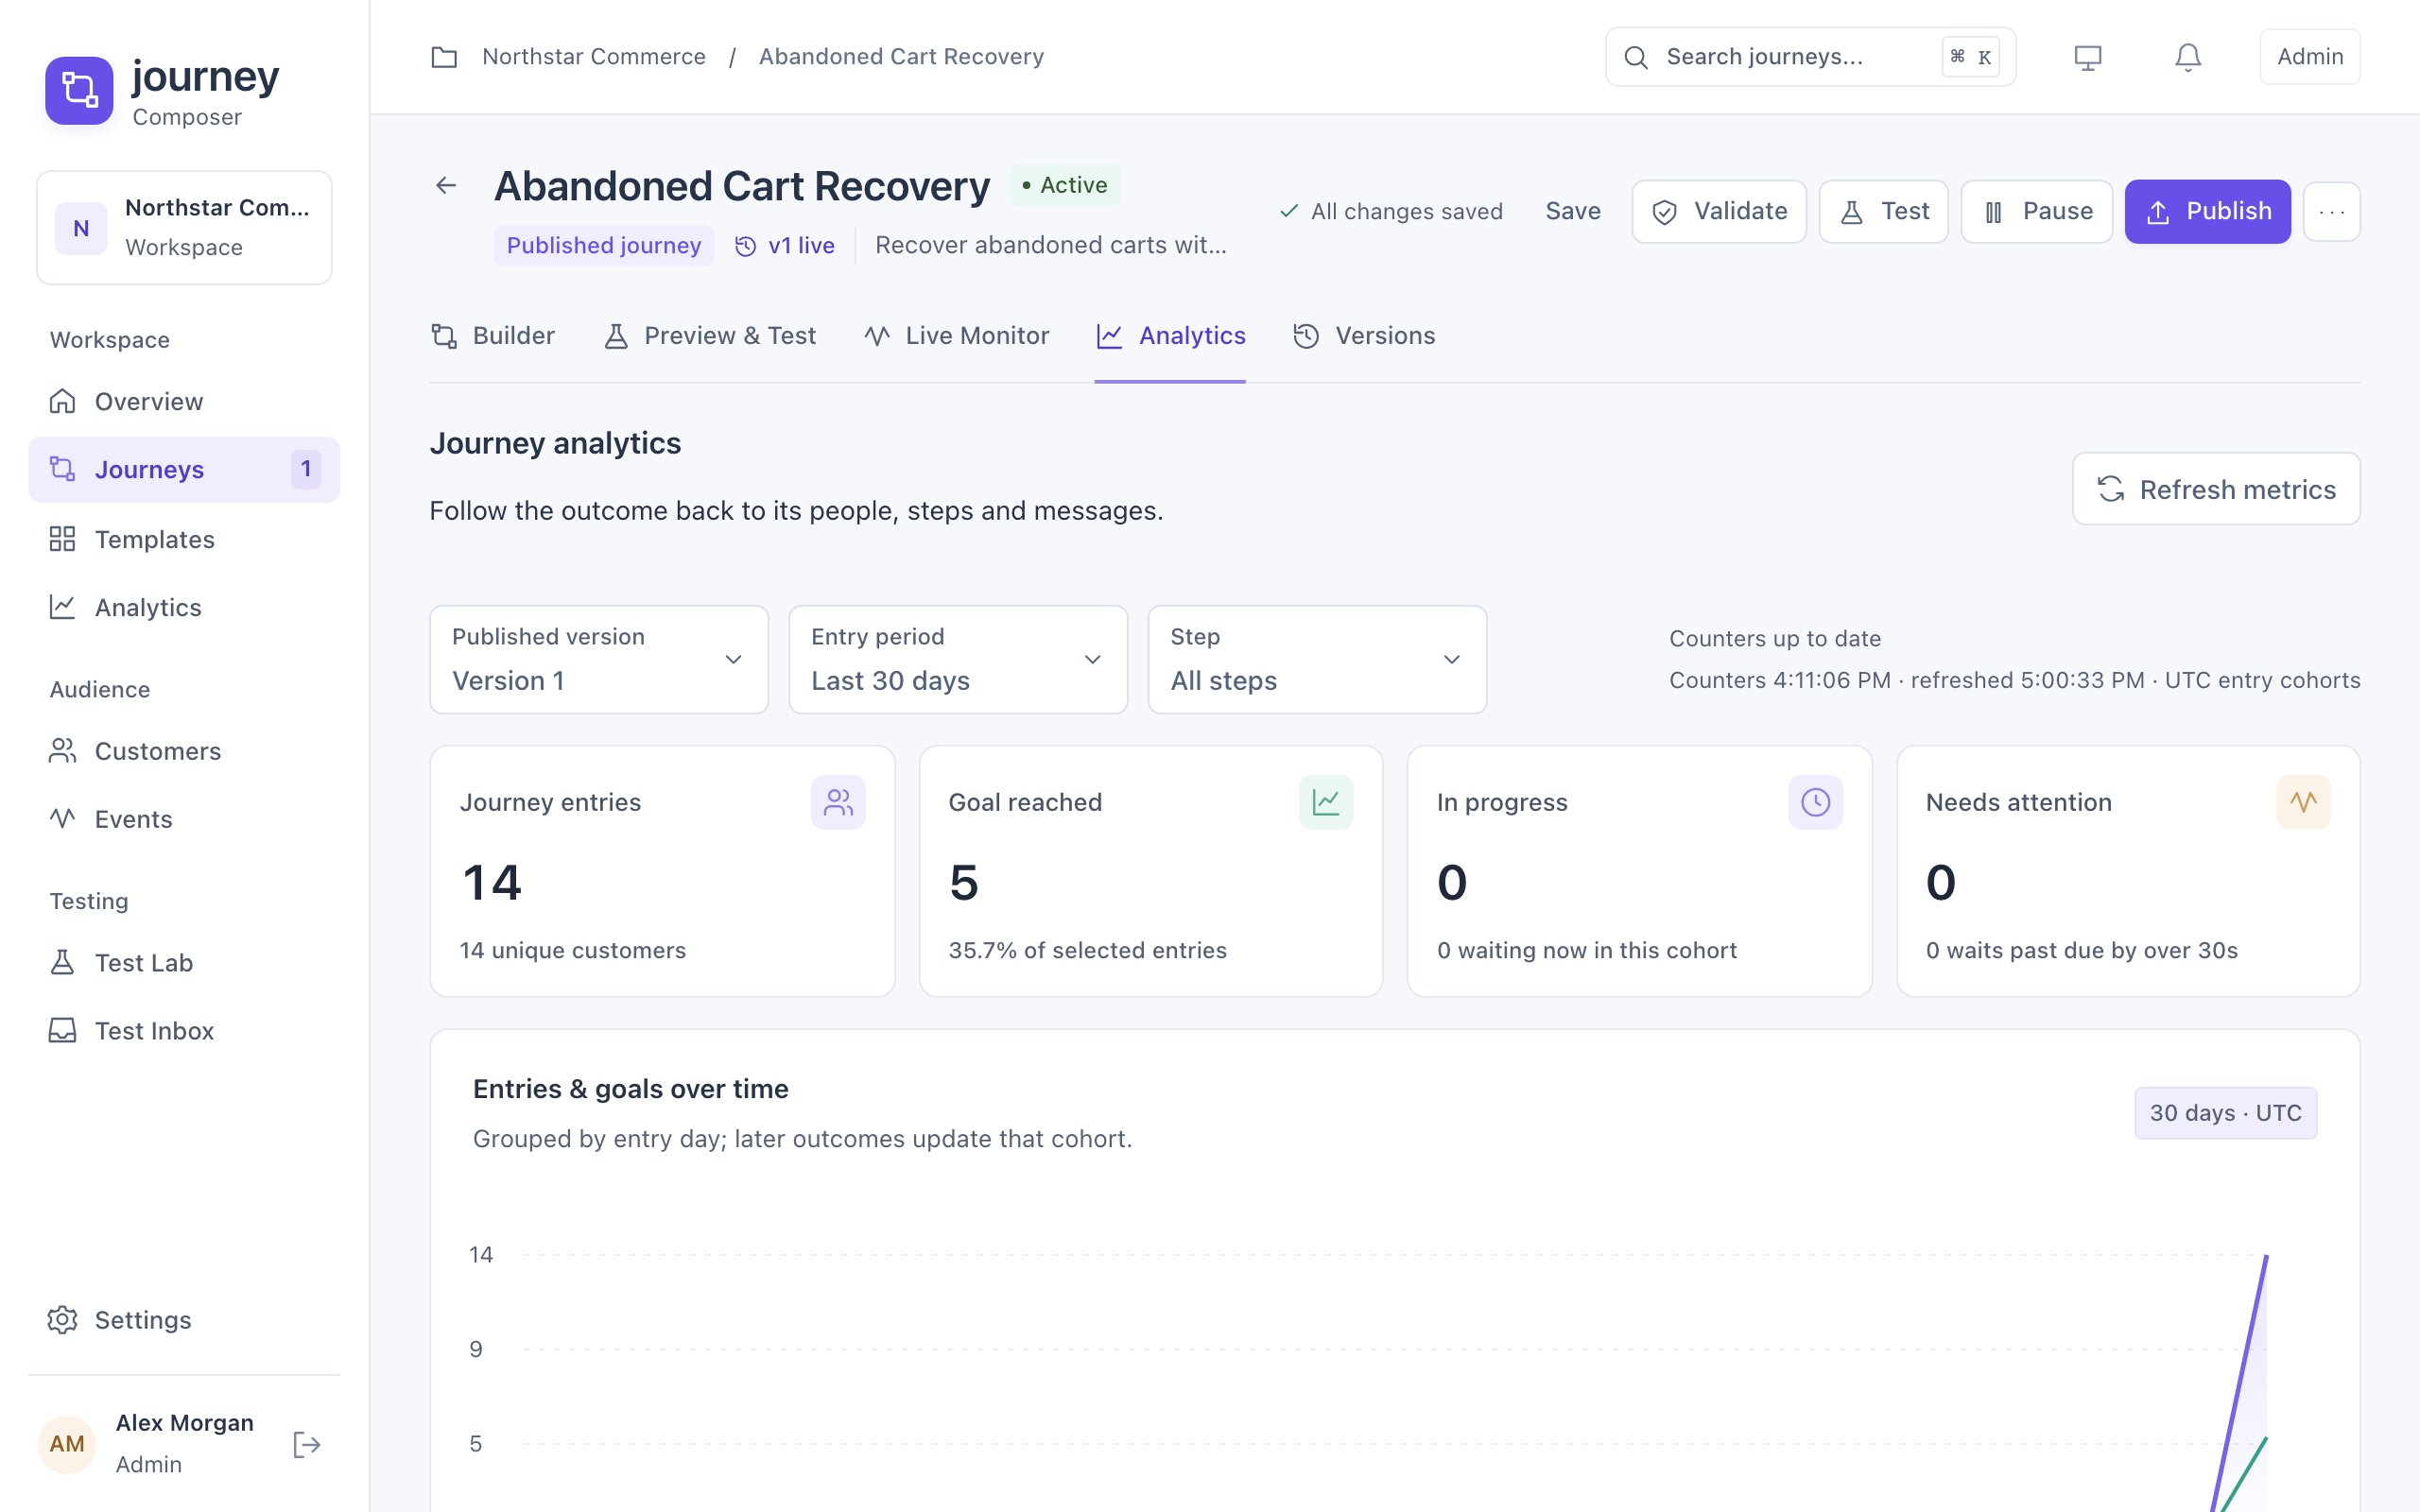 journey
Composer
N
Northstar Com...
Workspace
Workspace
Overview
Journeys 1
Templates
Analytics
Audience
Customers
Events
Testing
Test Lab
Test Inbox
Settings
AM
Alex Morgan
Admin
Northstar Commerce / Abandoned Cart Recovery
Search journeys... ⌘ K
Admin
Abandoned Cart Recovery
Active
Published journey
v1 live
Recover abandoned carts wit...
All changes saved
Save
Validate
Test
Pause
Publish
...
Builder
Preview & Test
Live Monitor
Analytics
Versions
Journey analytics
Follow the outcome back to its people, steps and messages.
Refresh metrics
Published version
Version 1
Entry period
Last 30 days
Step
All steps
Counters up to date
Counters 4:11:06 PM · refreshed 5:00:33 PM · UTC entry cohorts
Journey entries
14
14 unique customers
Goal reached
5
35.7% of selected entries
In progress
0
0 waiting now in this cohort
Needs attention
0
0 waits past due by over 30s
Entries & goals over time
Grouped by entry day; later outcomes update that cohort.
30 days · UTC
14
9
5